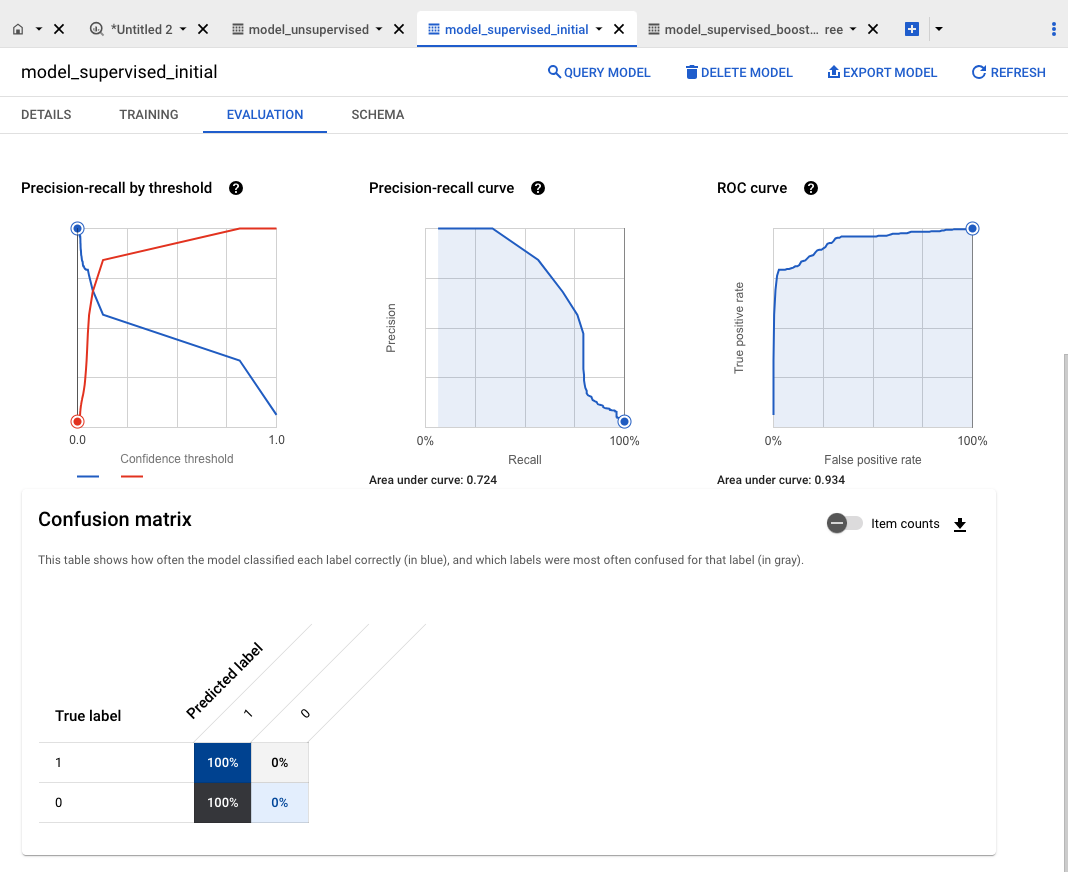 *Untitled 2
model_unsupervised
model_supervised_initial
model_supervised_boost... ree
model_supervised_initial
QUERY MODEL
DELETE MODEL
EXPORT MODEL
REFRESH
DETAILS
TRAINING
EVALUATION
SCHEMA
Precision-recall by threshold
0.0
1.0
Confidence threshold
Precision-recall curve
Precision
0%
100%
Recall
Area under curve: 0.724
ROC curve
True positive rate
0%
100%
False positive rate
Area under curve: 0.934
Confusion matrix
Item counts
This table shows how often the model classified each label correctly (in blue), and which labels were most often confused for that label (in gray).
Predicted label
True label
1
0
1
100%
0%
0
100%
0%